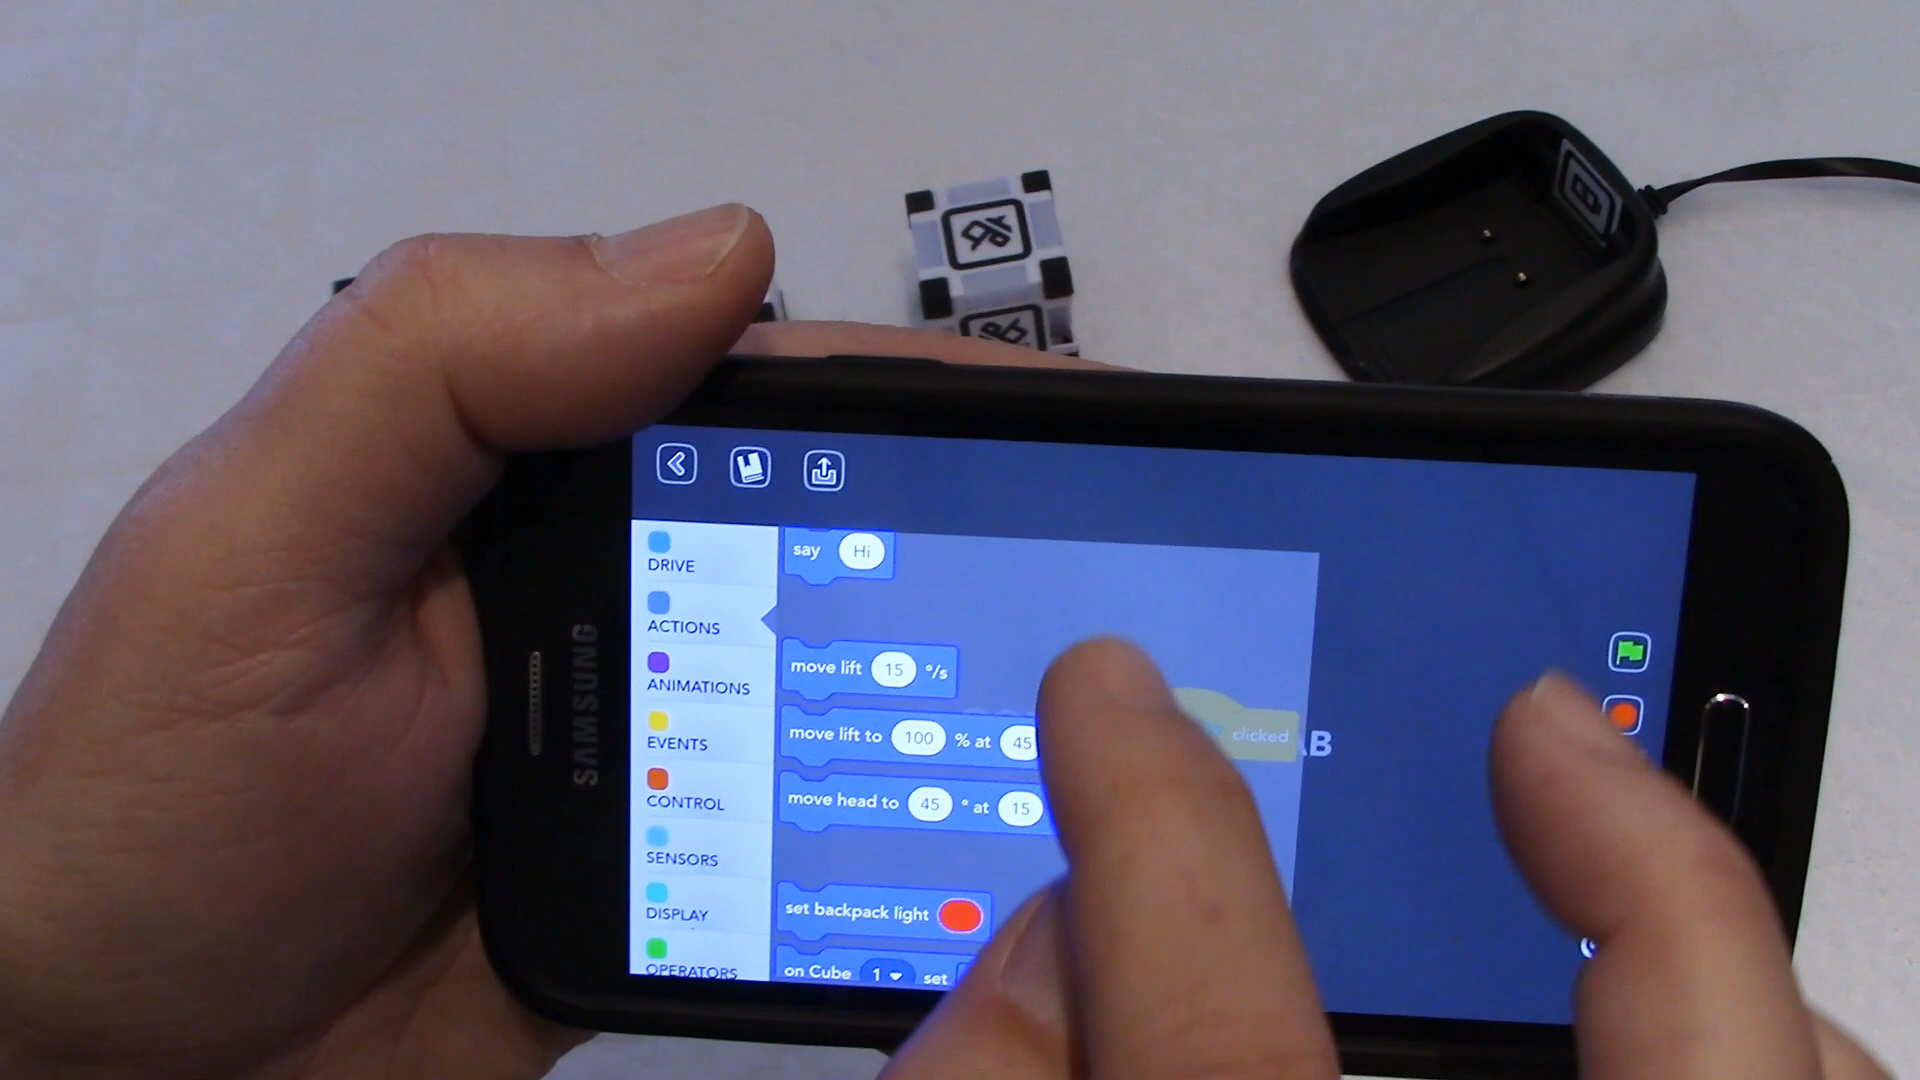 SAMSUNG
DRIVE
ACTIONS
ANIMATIONS
EVENTS
CONTROL
SENSORS
DISPLAY
OPERATORS
say Hi
move lift 15 °/s
move lift to 100 % at 45
move head to 45 ° at 15
set backpack light
on Cube 1 set
clicked
AB